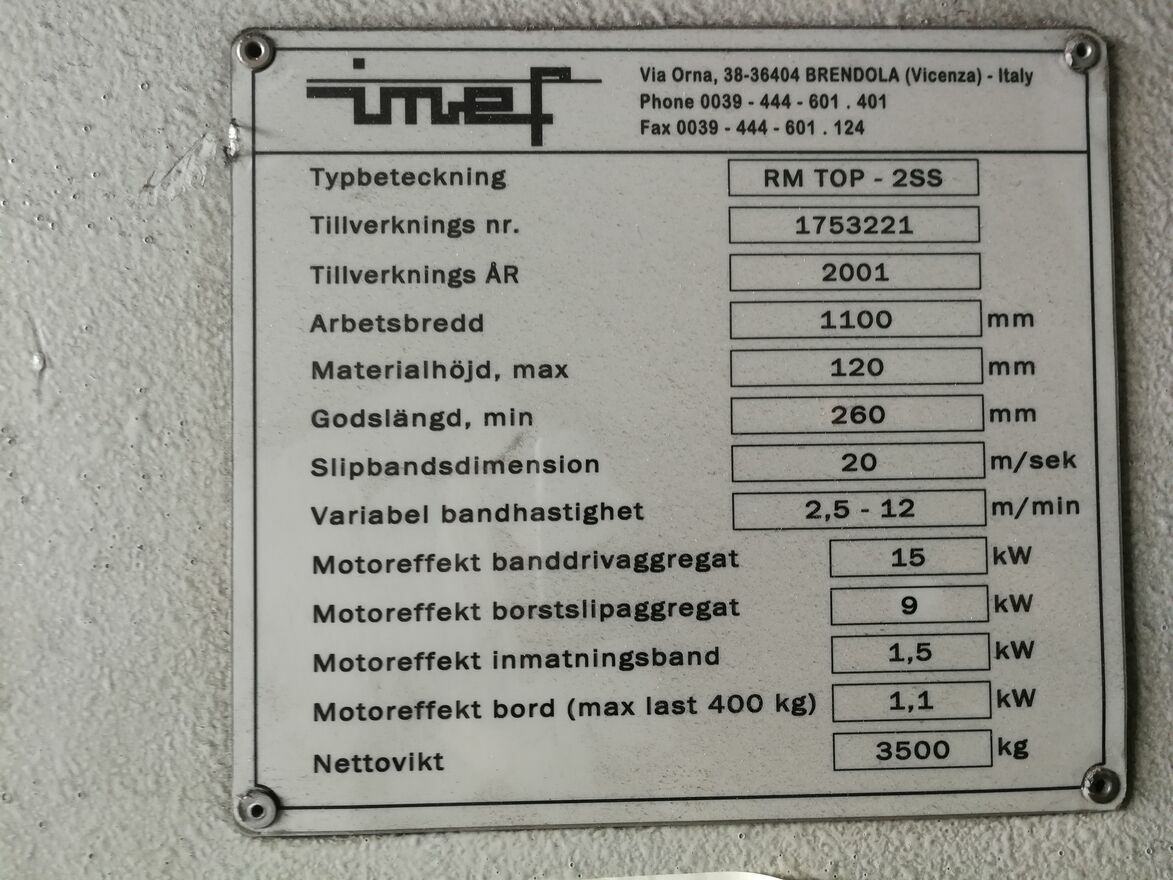 imef
Via Orna, 38-36404 BRENDOLA (Vicenza) - Italy
Phone 0039 - 444 - 601 . 401
Fax 0039 - 444 - 601 . 124
Typbeteckning RM TOP - 2SS
Tillverknings nr. 1753221
Tillverknings ÅR 2001
Arbetsbredd 1100 mm
Materialhöjd, max 120 mm
Godslängd, min 260 mm
Slipbandsdimension 20 m/sek
Variabel bandhastighet 2,5 - 12 m/min
Motoreffekt banddrivaggregat 15 kW
Motoreffekt borstslipaggregat 9 kW
Motoreffekt inmatningsband 1,5 kW
Motoreffekt bord (max last 400 kg) 1,1 kW
Nettovikt 3500 kg